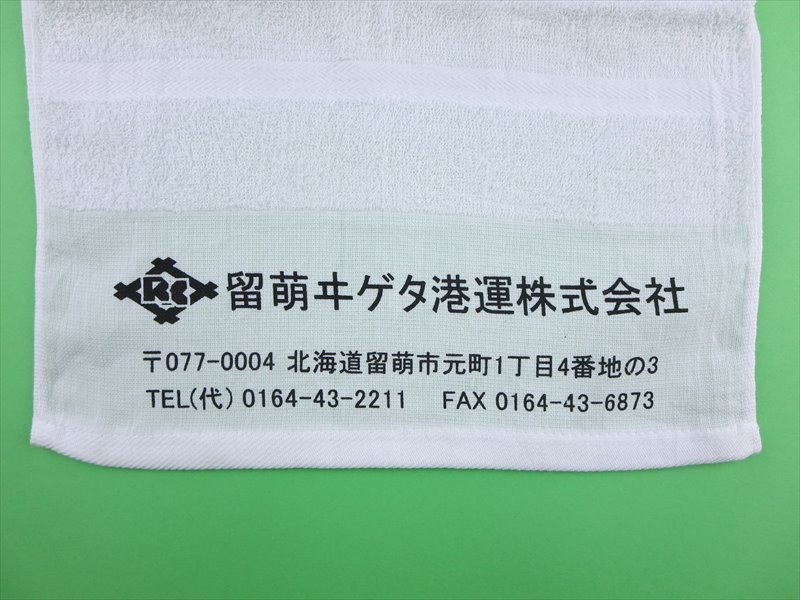 RC 留萌ヰゲタ港運株式会社
〒077-0004 北海道留萌市元町1丁目4番地の3
TEL(代) 0164-43-2211 FAX 0164-43-6873